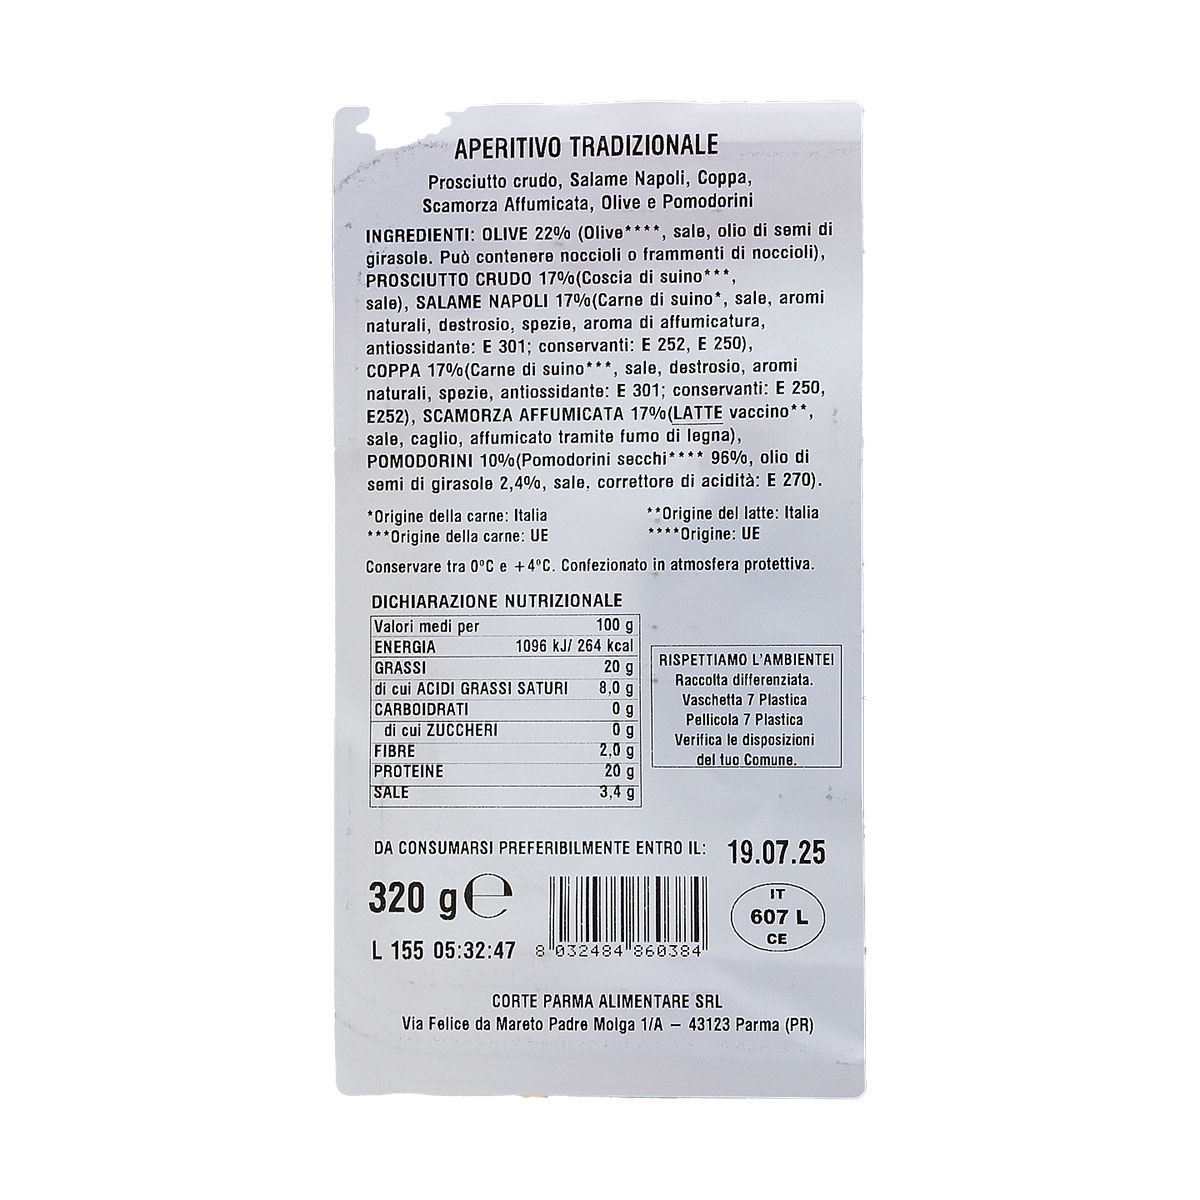 APERITIVO TRADIZIONALE
Prosciutto crudo, Salame Napoli, Coppa,
Scamorza Affumicata, Olive e Pomodorini
INGREDIENTI: OLIVE 22% (Olive****, sale, olio di semi di
girasole. Può contenere noccioli o frammenti di noccioli),
PROSCIUTTO CRUDO 17%(Coscia di suino***,
sale), SALAME NAPOLI 17%(Carne di suino*, sale, aromi
naturali, destrosio, spezie, aroma di affumicatura,
antiossidante: E 301; conservanti: E 252, E 250),
COPPA 17%(Carne di suino***, sale, destrosio, aromi
naturali, spezie, antiossidante: E 301; conservanti: E 250,
E252), SCAMORZA AFFUMICATA 17%(LATTE vaccino**,
sale, caglio, affumicato tramite fumo di legna),
POMODORINI 10%(Pomodorini secchi**** 96%, olio di
semi di girasole 2,4%, sale, correttore di acidità: E 270).
*Origine della carne: Italia **Origine del latte: Italia
***Origine della carne: UE ****Origine: UE
Conservare tra 0°C e +4°C. Confezionato in atmosfera protettiva.
DICHIARAZIONE NUTRIZIONALE
Valori medi per 100 g
ENERGIA 1096 kJ/ 264 kcal
GRASSI 20 g
di cui ACIDI GRASSI SATURI 8,0 g
CARBOIDRATI 0 g
di cui ZUCCHERI 0 g
FIBRE 2,0 g
PROTEINE 20 g
SALE 3,4 g
RISPETTIAMO L'AMBIENTE!
Raccolta differenziata.
Vaschetta 7 Plastica
Pellicola 7 Plastica
Verifica le disposizioni
del tuo Comune.
DA CONSUMARSI PREFERIBILMENTE ENTRO IL: 19.07.25
320 g e
L 155 05:32:47
8 032484 860384
IT
607 L
CE
CORTE PARMA ALIMENTARE SRL
Via Felice da Mareto Padre Molga 1/A – 43123 Parma (PR)